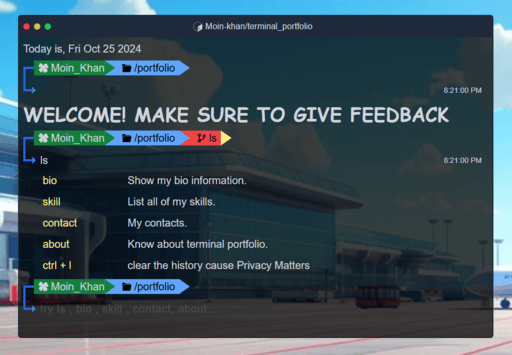 Moin-khan/terminal_portfolio
Today is, Fri Oct 25 2024
Moin_Khan /portfolio
8:21:00 PM
WELCOME! MAKE SURE TO GIVE FEEDBACK
Moin_Khan /portfolio ls
ls 8:21:00 PM
bio Show my bio information.
skill List all of my skills.
contact My contacts.
about Know about terminal portfolio.
ctrl + l clear the history cause Privacy Matters
Moin_Khan /portfolio
try ls , bio , skill , contact, about